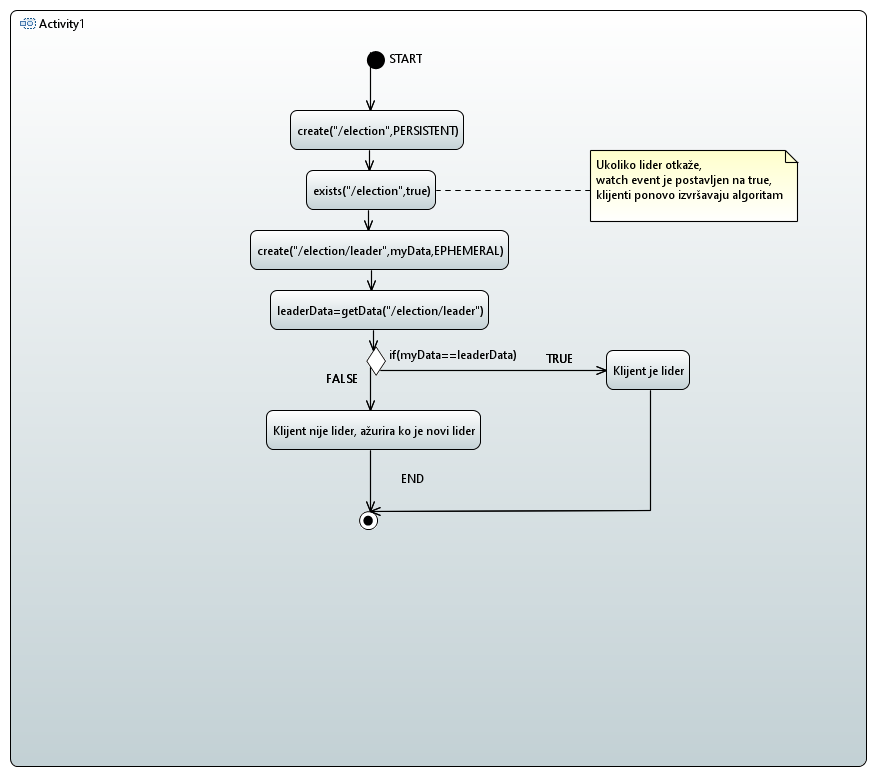 Activity1
START
create("/election",PERSISTENT)
exists("/election",true)
Ukoliko lider otkaže,
watch event je postavljen na true,
klijenti ponovo izvršavaju algoritam
create("/election/leader",myData,EPHEMERAL)
leaderData=getData("/election/leader")
if(myData==leaderData)
TRUE
Klijent je lider
FALSE
Klijent nije lider, ažurira ko je novi lider
END